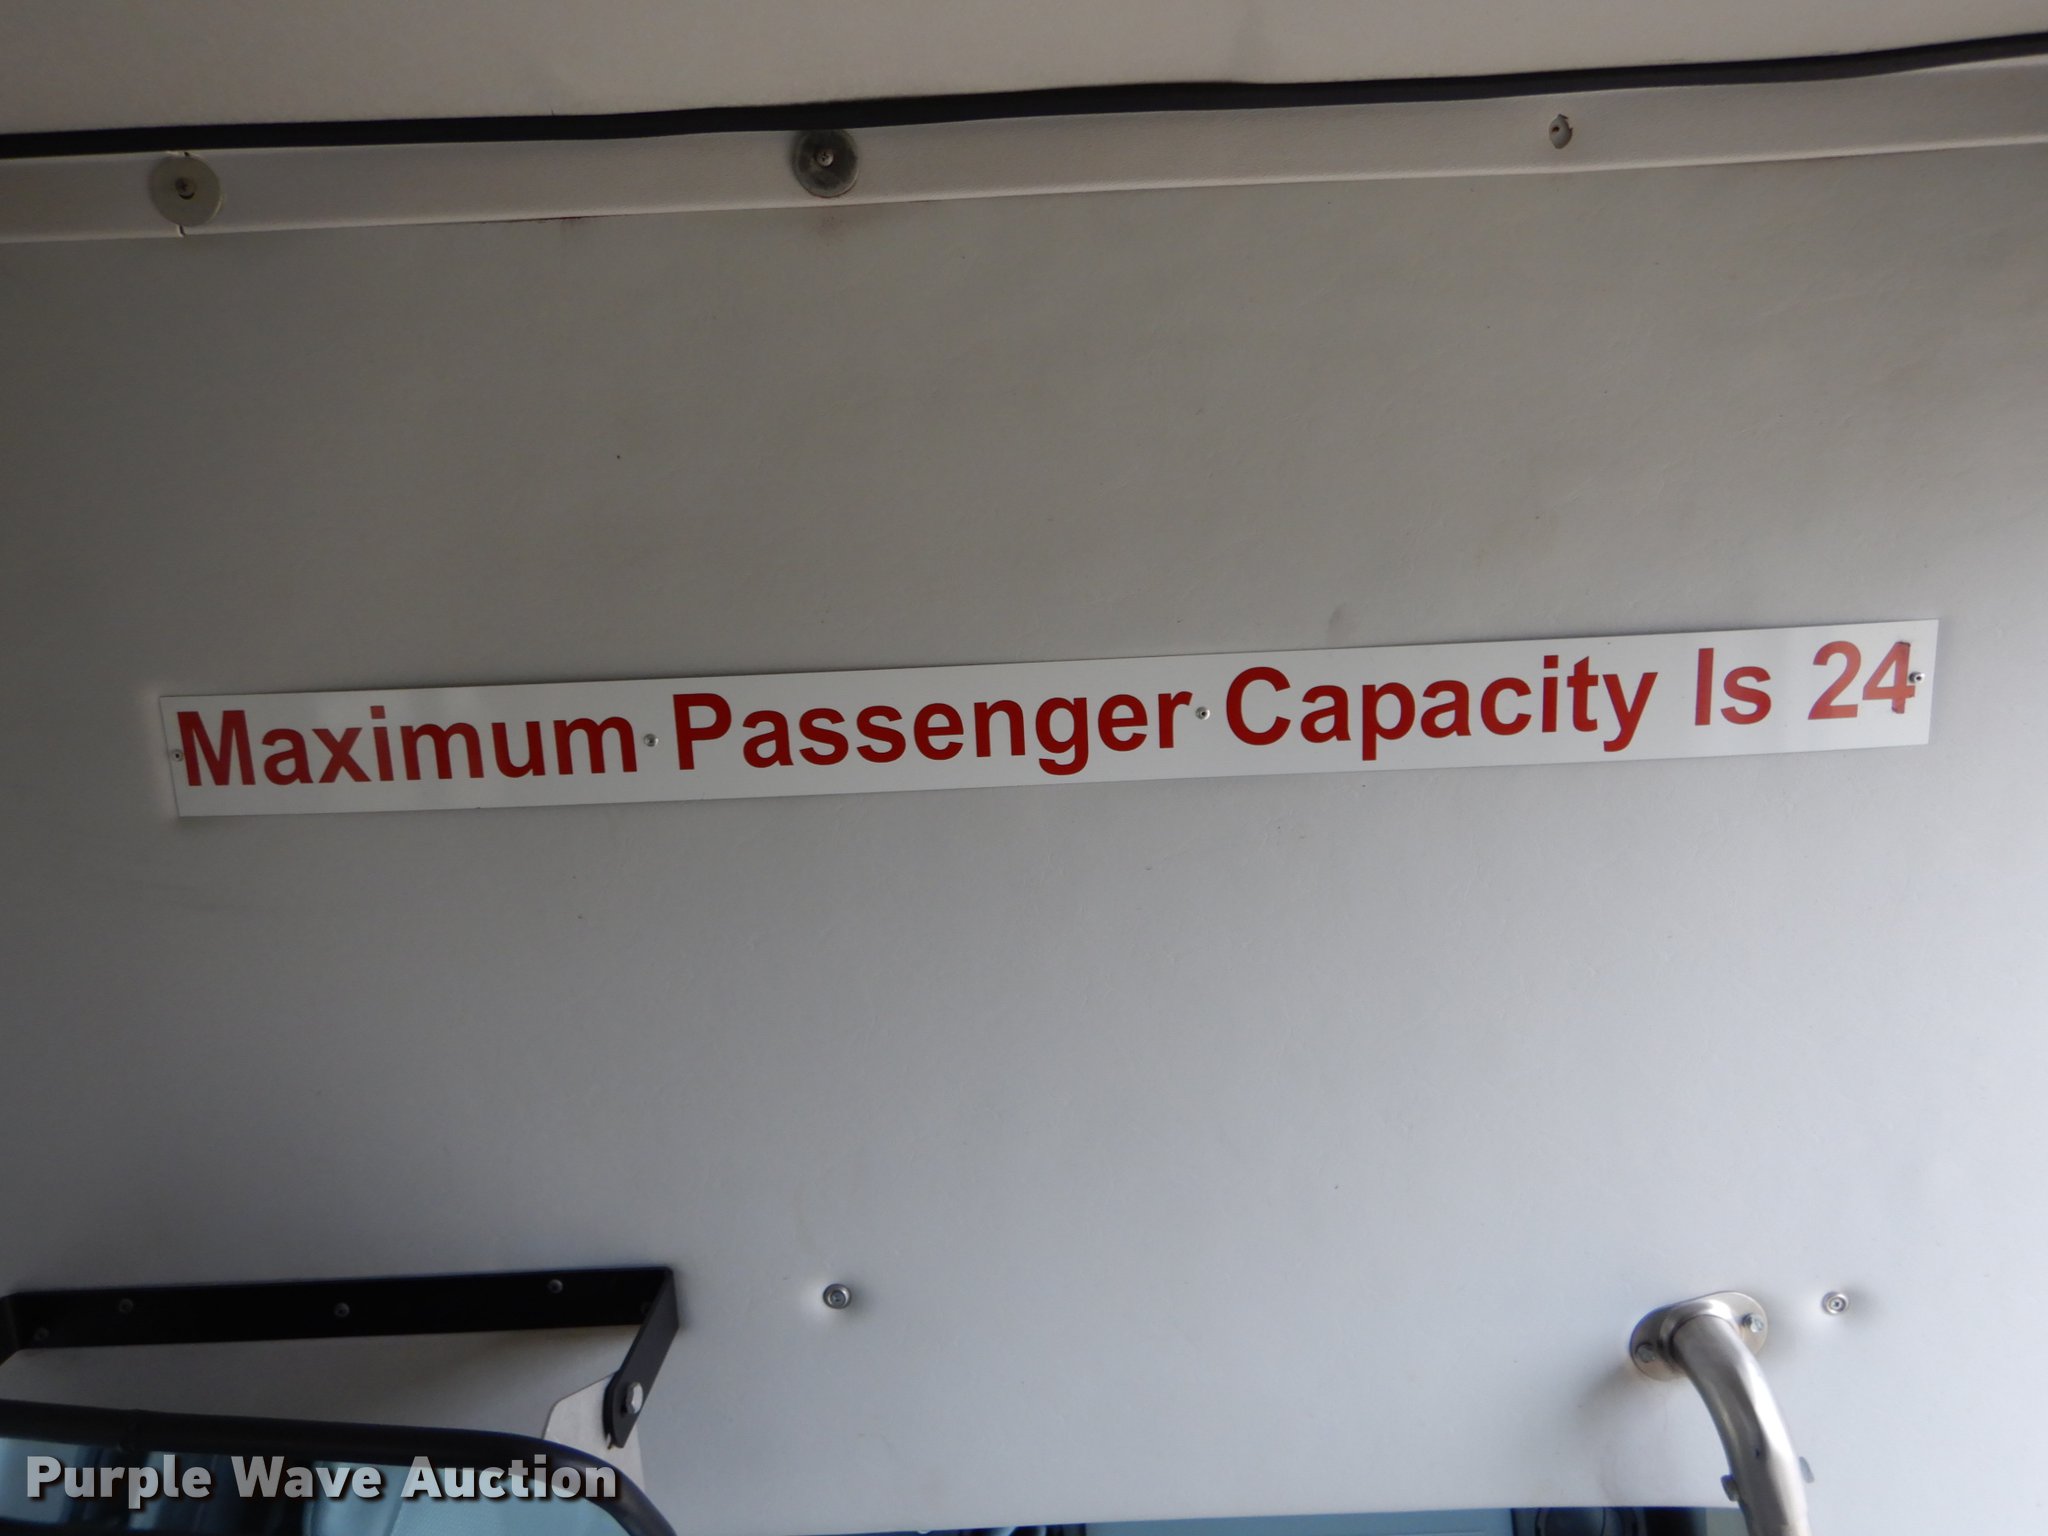 Maximum Passenger Capacity Is 24
Purple Wave Auction